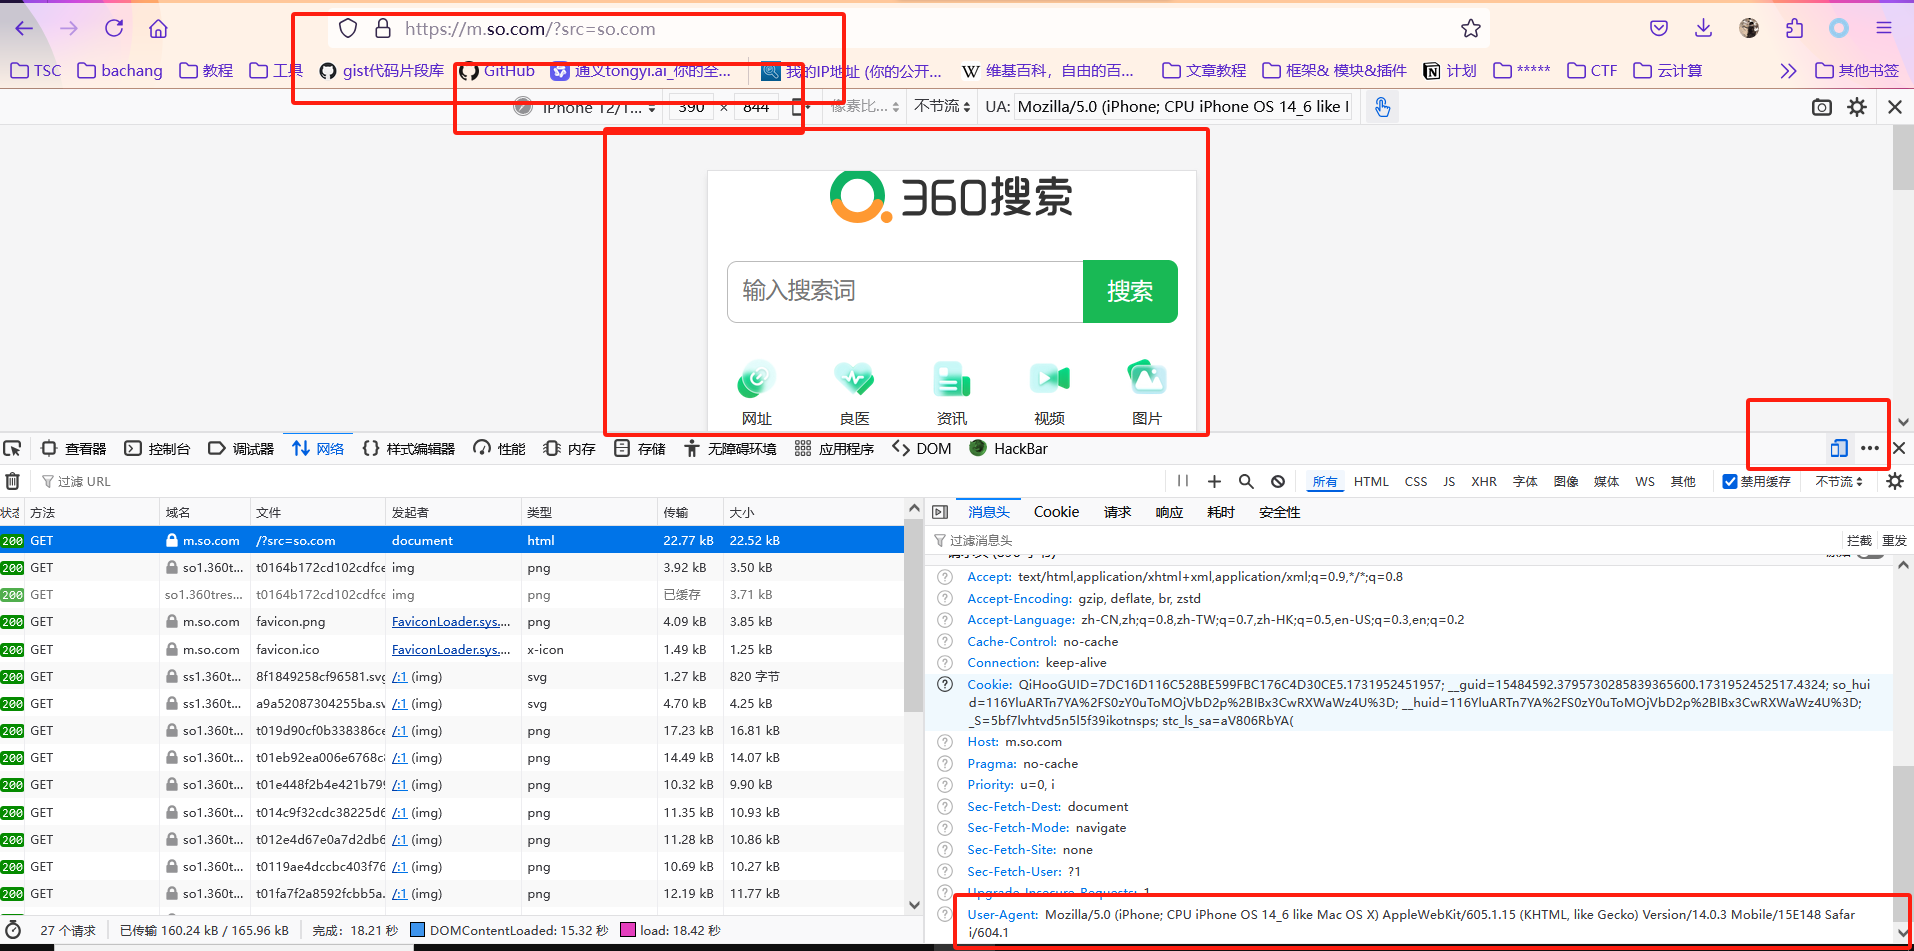 https://m.so.com/?src=so.com
TSC bachang 教程 工具 gist代码片段库 GitHub 通义tongyi.ai_你的全... 我的IP地址 (你的公开... 维基百科，自由的百... 文章教程 框架& 模块&插件 计划 ***** CTF 云计算 其他书签
iPhone 12/1... 390 × 844 像素比... 不节流 UA: Mozilla/5.0 (iPhone; CPU iPhone OS 14_6 like
360搜索
输入搜索词 搜索
网址 良医 资讯 视频 图片
查看器 控制台 调试器 网络 样式编辑器 性能 内存 存储 无障碍环境 应用程序 DOM HackBar
过滤 URL 所有 HTML CSS JS XHR 字体 图像 媒体 WS 其他 禁用缓存 不节流
方法 域名 文件 发起者 类型 传输 大小
200 GET m.so.com /?src=so.com document html 22.77 kB 22.52 kB
200 GET so1.360t... t0164b172cd102cdfce img png 3.92 kB 3.50 kB
200 GET so1.360tres... t0164b172cd102cdfce img png 已缓存 3.71 kB
200 GET m.so.com favicon.png FaviconLoader.sys.... png 4.09 kB 3.85 kB
200 GET m.so.com favicon.ico FaviconLoader.sys.... x-icon 1.49 kB 1.25 kB
200 GET ss1.360t... 8f1849258cf96581.svg /:1 (img) svg 1.27 kB 820 字节
200 GET ss1.360t... a9a52087304255ba.sv /:1 (img) svg 4.70 kB 4.25 kB
200 GET so1.360t... t019d90cf0b338386ce /:1 (img) png 17.23 kB 16.81 kB
200 GET so1.360t... t01eb92ea006e6768c8 /:1 (img) png 14.49 kB 14.07 kB
200 GET so1.360t... t01e448f2b4e421b799 /:1 (img) png 10.32 kB 9.90 kB
200 GET so1.360t... t014c9f32cdc38225d6 /:1 (img) png 11.35 kB 10.93 kB
200 GET so1.360t... t012e4d67e0a7d2db6 /:1 (img) png 11.28 kB 10.86 kB
200 GET so1.360t... t0119ae4dccbc403f76 /:1 (img) png 10.69 kB 10.27 kB
200 GET so1.360t... t01fa7f2a8592fcbb5a. /:1 (img) png 12.19 kB 11.77 kB
27 个请求 已传输 160.24 kB / 165.96 kB 完成：18.21 秒 DOMContentLoaded: 15.32 秒 load: 18.42 秒
消息头 Cookie 请求 响应 耗时 安全性
过滤消息头 拦截 重发
Accept: text/html,application/xhtml+xml,application/xml;q=0.9,*/*;q=0.8
Accept-Encoding: gzip, deflate, br, zstd
Accept-Language: zh-CN,zh;q=0.8,zh-TW;q=0.7,zh-HK;q=0.5,en-US;q=0.3,en;q=0.2
Cache-Control: no-cache
Connection: keep-alive
Cookie: QiHooGUID=7DC16D116C528BE599FBC176C4D30CE5.1731952451957; __guid=15484592.3795730285839365600.1731952452517.4324; so_hu
id=116YluARTn7YA%2FS0zY0uToMOjVbD2p%2BIBx3CwRXWaWz4U%3D; __huid=116YluARTn7YA%2FS0zY0uToMOjVbD2p%2BIBx3CwRXWaWz4U%3D;
_S=5bf7lvhtvd5n5l5f39ikotnsps; stc_ls_sa=aV806RbYA(
Host: m.so.com
Pragma: no-cache
Priority: u=0, i
Sec-Fetch-Dest: document
Sec-Fetch-Mode: navigate
Sec-Fetch-Site: none
Sec-Fetch-User: ?1
Upgrade-Insecure-Requests: 1
User-Agent: Mozilla/5.0 (iPhone; CPU iPhone OS 14_6 like Mac OS X) AppleWebKit/605.1.15 (KHTML, like Gecko) Version/14.0.3 Mobile/15E148 Safar
i/604.1